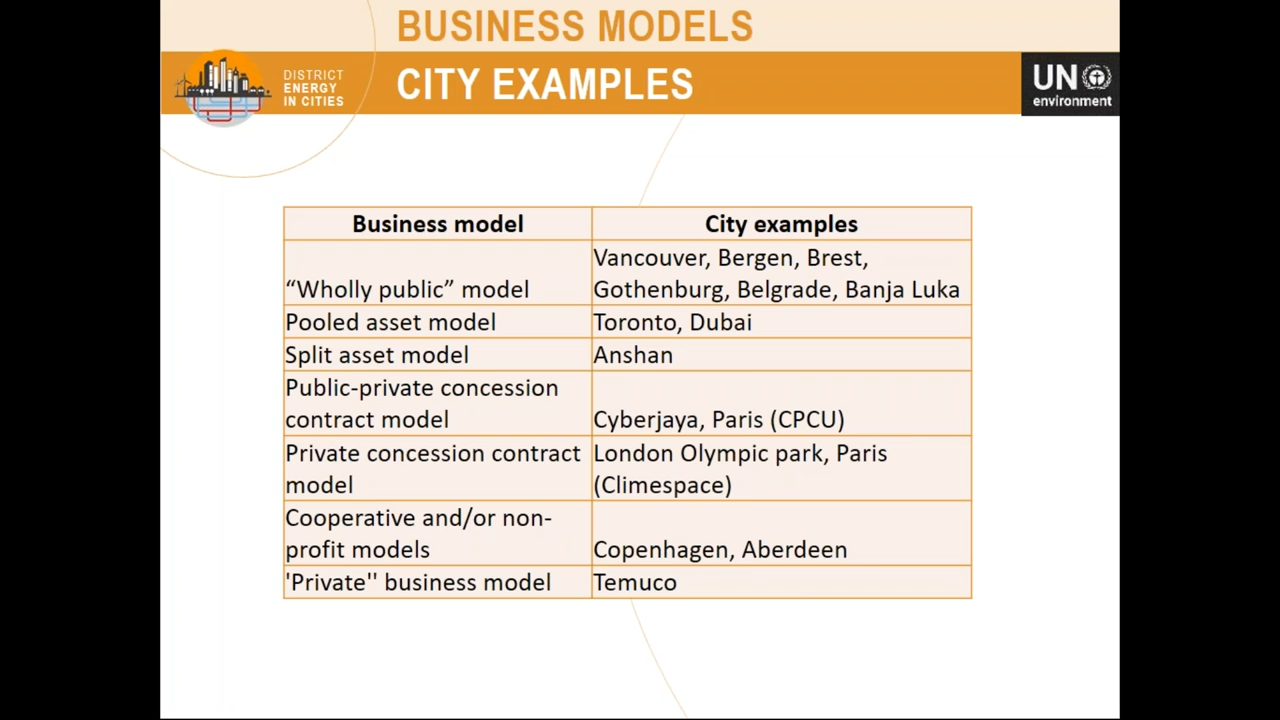 BUSINESS MODELS
CITY EXAMPLES
DISTRICT
ENERGY
IN CITIES
UN
environment
Business model
City examples
“Wholly public” model
Vancouver, Bergen, Brest,
Gothenburg, Belgrade, Banja Luka
Pooled asset model
Toronto, Dubai
Split asset model
Anshan
Public-private concession
contract model
Cyberjaya, Paris (CPCU)
Private concession contract
model
London Olympic park, Paris
(Climespace)
Cooperative and/or non-
profit models
Copenhagen, Aberdeen
'Private'' business model
Temuco